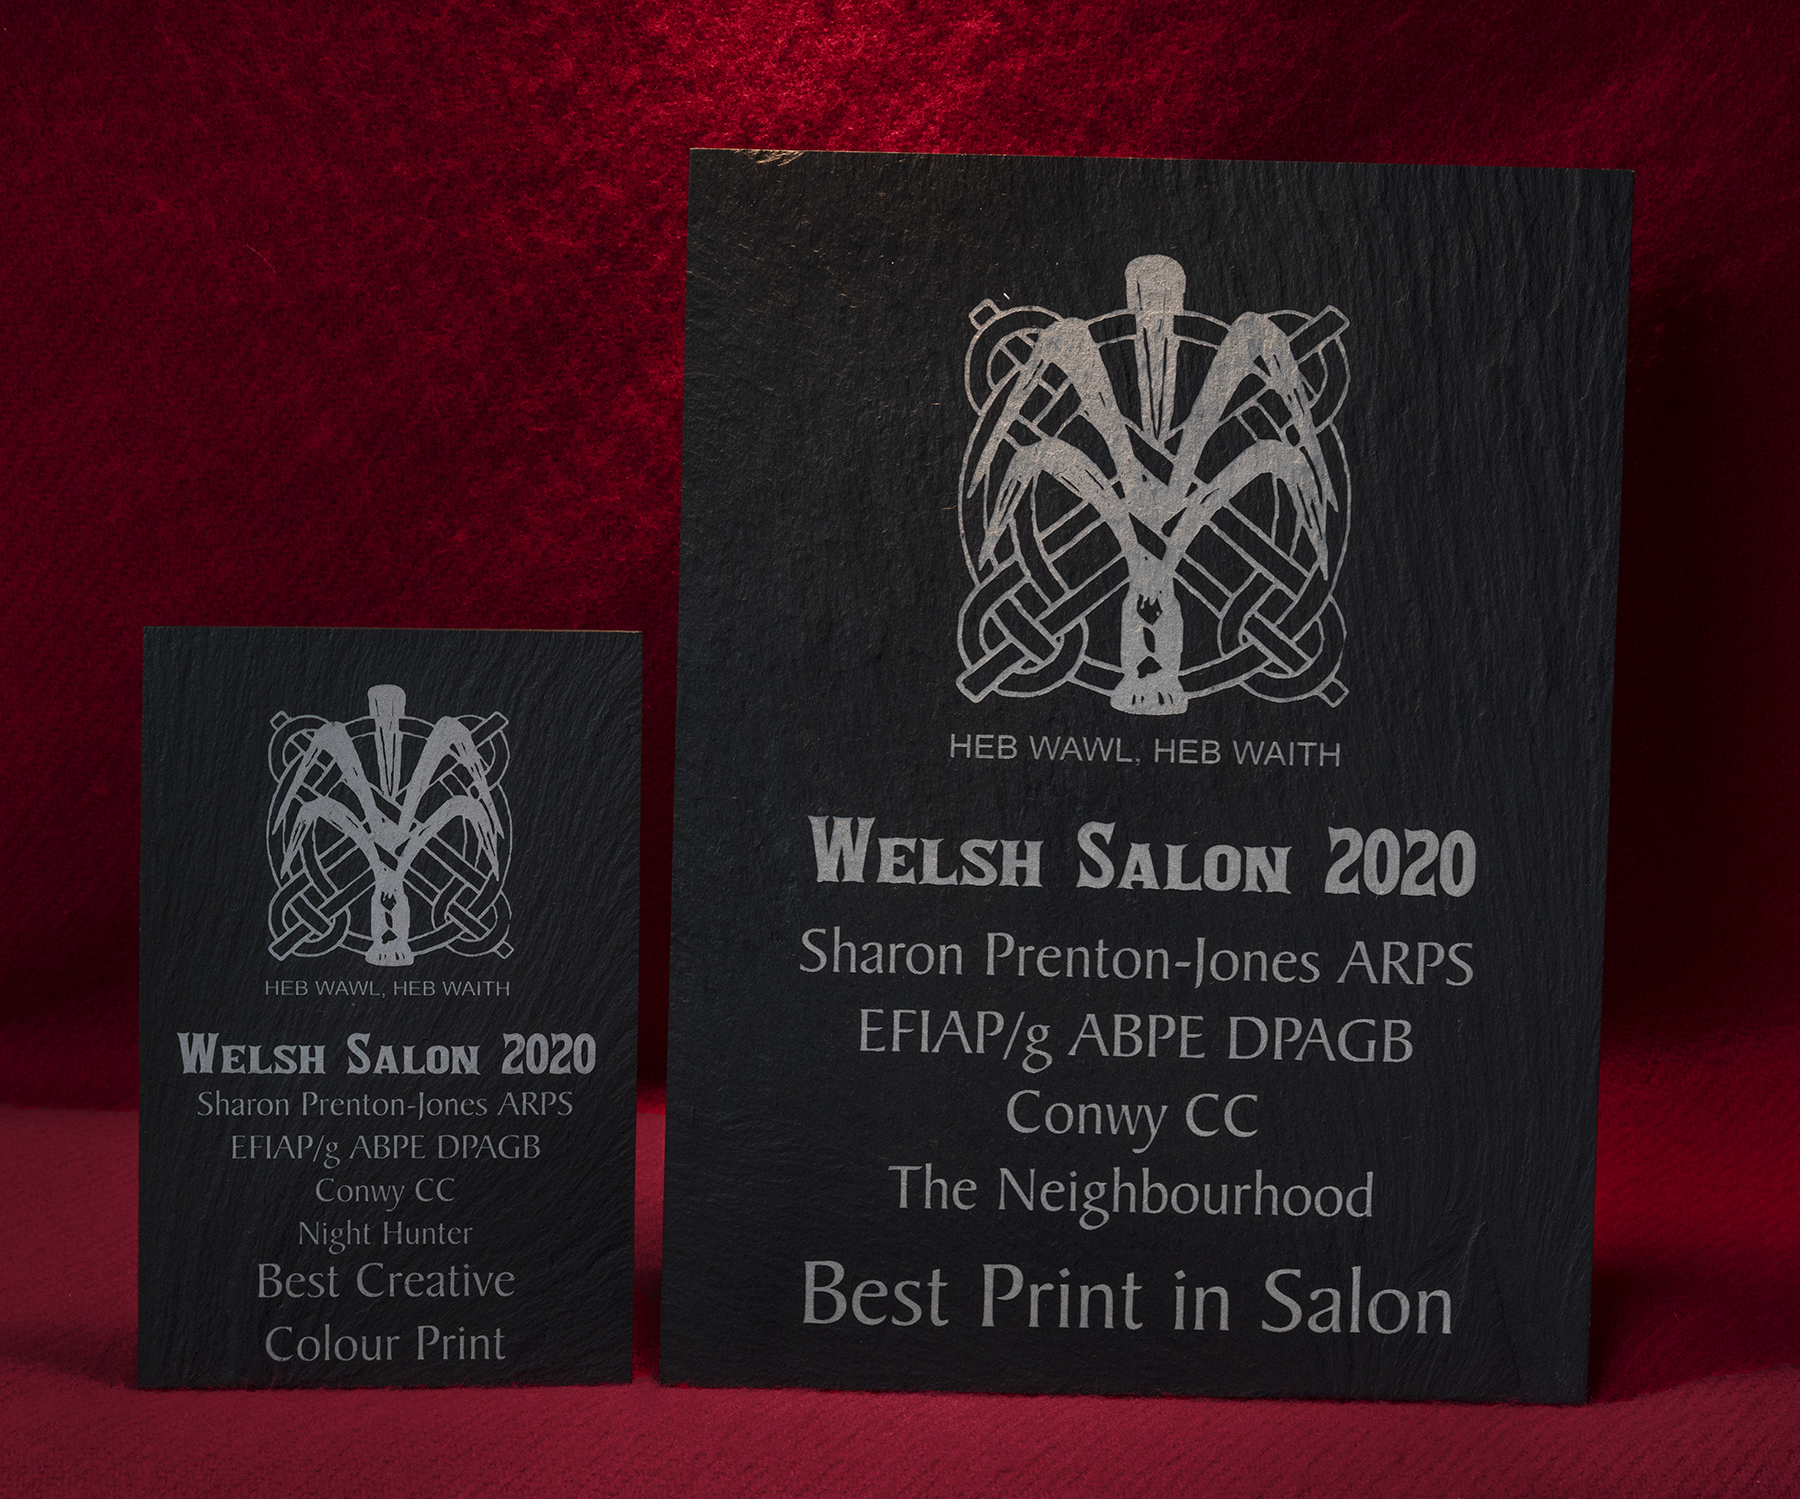 HEB WAWL, HEB WAITH
WELSH SALON 2020
Sharon Prenton-Jones ARPS
EFIAP/g ABPE DPAGB
Conwy CC
Night Hunter
Best Creative
Colour Print
HEB WAWL, HEB WAITH
WELSH SALON 2020
Sharon Prenton-Jones ARPS
EFIAP/g ABPE DPAGB
Conwy CC
The Neighbourhood
Best Print in Salon